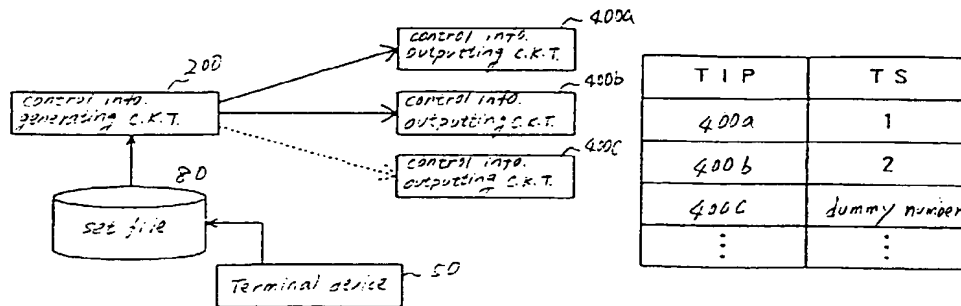 400a
control info.
outputting C.K.T.
200
control info.
generating C.K.T.
400b
control info.
outputting C.K.T.
400c
control info.
outputting C.K.T.
80
set file
Terminal device
50
TIP TS
400a 1
400b 2
400c dummy number
⋮ ⋮